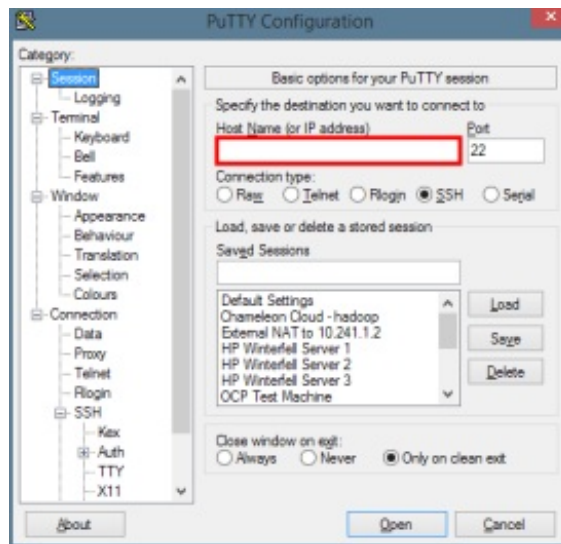 PuTTY Configuration
Category:
Session
Logging
Terminal
Keyboard
Bell
Features
Window
Appearance
Behaviour
Translation
Selection
Colours
Connection
Data
Proxy
Telnet
Rlogin
SSH
Kex
Auth
TTY
X11
Basic options for your PuTTY session
Specify the destination you want to connect to
Host Name (or IP address) Port
22
Connection type:
Raw Telnet Rlogin SSH Serial
Load, save or delete a stored session
Saved Sessions
Default Settings
Chameleon Cloud - hadoop
External NAT to 10.241.1.2
HP Winterfell Server 1
HP Winterfell Server 2
HP Winterfell Server 3
OCP Test Machine
Load
Save
Delete
Close window on exit:
Always Never Only on clean exit
About Open Cancel